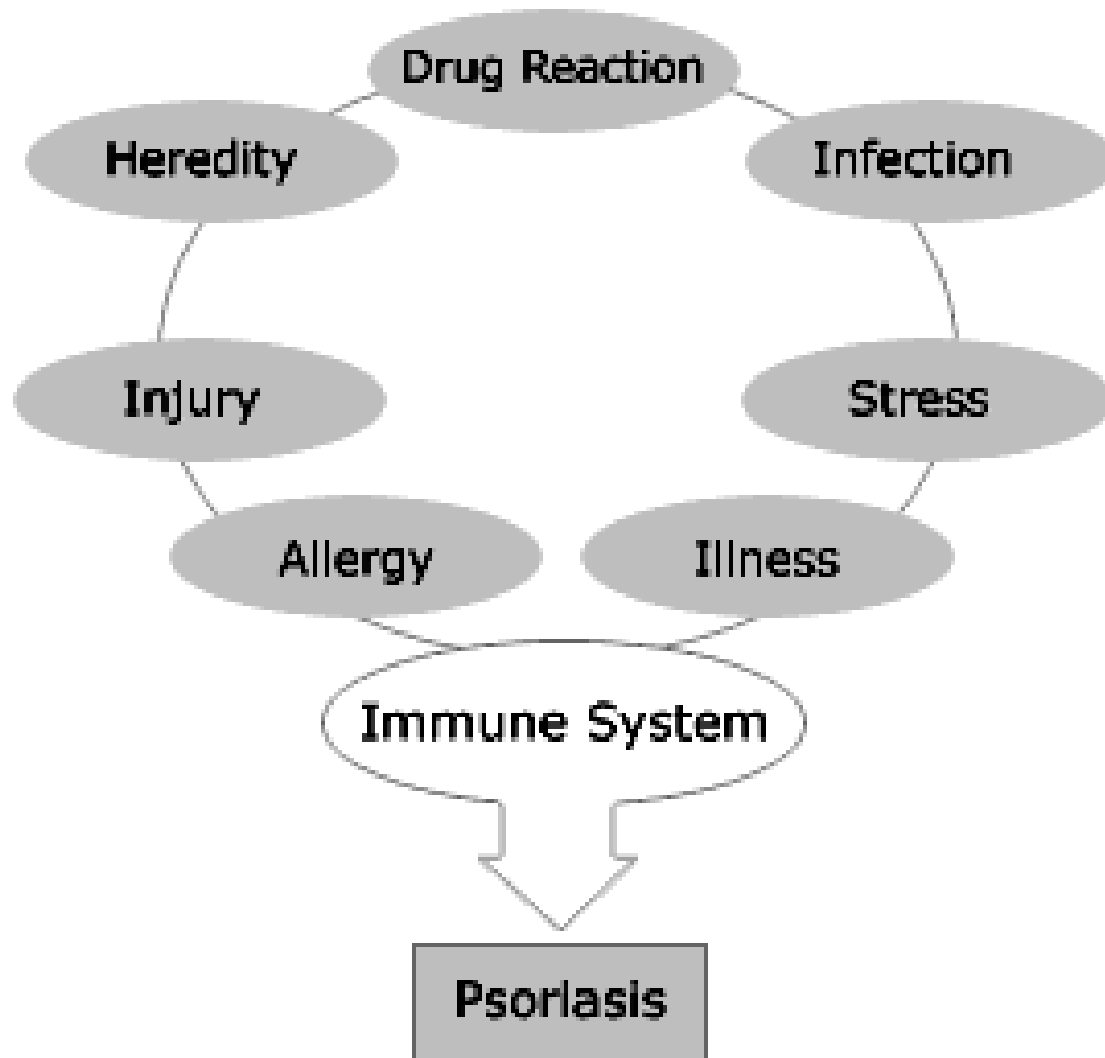 Drug Reaction
Heredity
Infection
Injury
Stress
Allergy
Illness
Immune System
Psoriasis